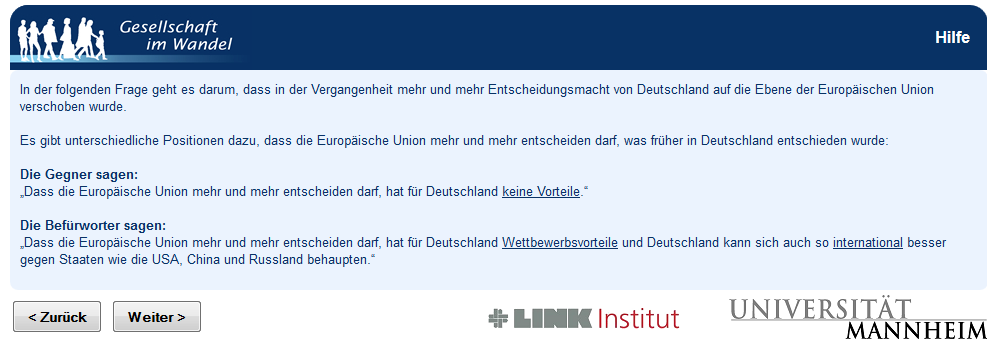 Gesellschaft
im Wandel
Hilfe
In der folgenden Frage geht es darum, dass in der Vergangenheit mehr und mehr Entscheidungsmacht von Deutschland auf die Ebene der Europäischen Union
verschoben wurde.
Es gibt unterschiedliche Positionen dazu, dass die Europäische Union mehr und mehr entscheiden darf, was früher in Deutschland entschieden wurde:
Die Gegner sagen:
„Dass die Europäische Union mehr und mehr entscheiden darf, hat für Deutschland keine Vorteile.“
Die Befürworter sagen:
„Dass die Europäische Union mehr und mehr entscheiden darf, hat für Deutschland Wettbewerbsvorteile und Deutschland kann sich auch so international besser
gegen Staaten wie die USA, China und Russland behaupten.“
< Zurück
Weiter >
LINK Institut
UNIVERSITÄT
MANNHEIM